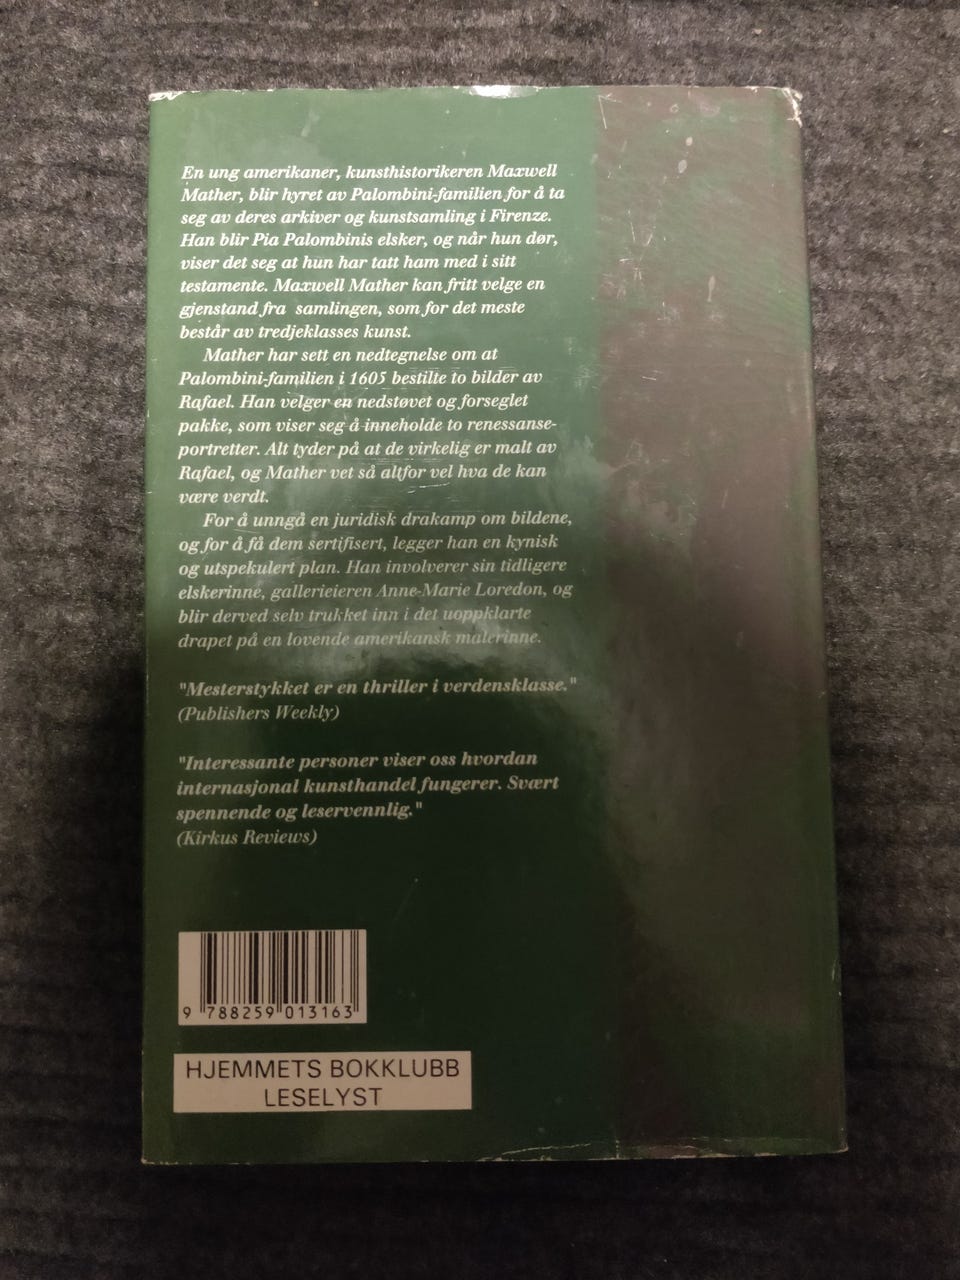 En ung amerikaner, kunsthistorikeren Maxwell
Mather, blir hyret av Palombini-familien for å ta
seg av deres arkiver og kunstsamling i Firenze.
Han blir Pia Palombinis elsker, og når hun dør,
viser det seg at hun har tatt ham med i sitt
testamente. Maxwell Mather kan fritt velge en
gjenstand fra samlingen, som for det meste
består av tredjeklasses kunst.
Mather har sett en nedtegnelse om at
Palombini-familien i 1605 bestilte to bilder av
Rafael. Han velger en nedstøvet og forseglet
pakke, som viser seg å inneholde to renessanse-
portretter. Alt tyder på at de virkelig er malt av
Rafael, og Mather vet så altfor vel hva de kan
være verdt.
For å unngå en juridisk drakamp om bildene,
og for å få dem sertifisert, legger han en kynisk
og utspekulert plan. Han involverer sin tidligere
elskerinne, gallerieieren Anne-Marie Loredon, og
blir derved selv trukket inn i det uoppklarte
drapet på en lovende amerikansk malerinne.
"Mesterstykket er en thriller i verdensklasse."
(Publishers Weekly)
"Interessante personer viser oss hvordan
internasjonal kunsthandel fungerer. Svært
spennende og leservennlig."
(Kirkus Reviews)
9 788259 013163
HJEMMETS BOKKLUBB
LESELYST